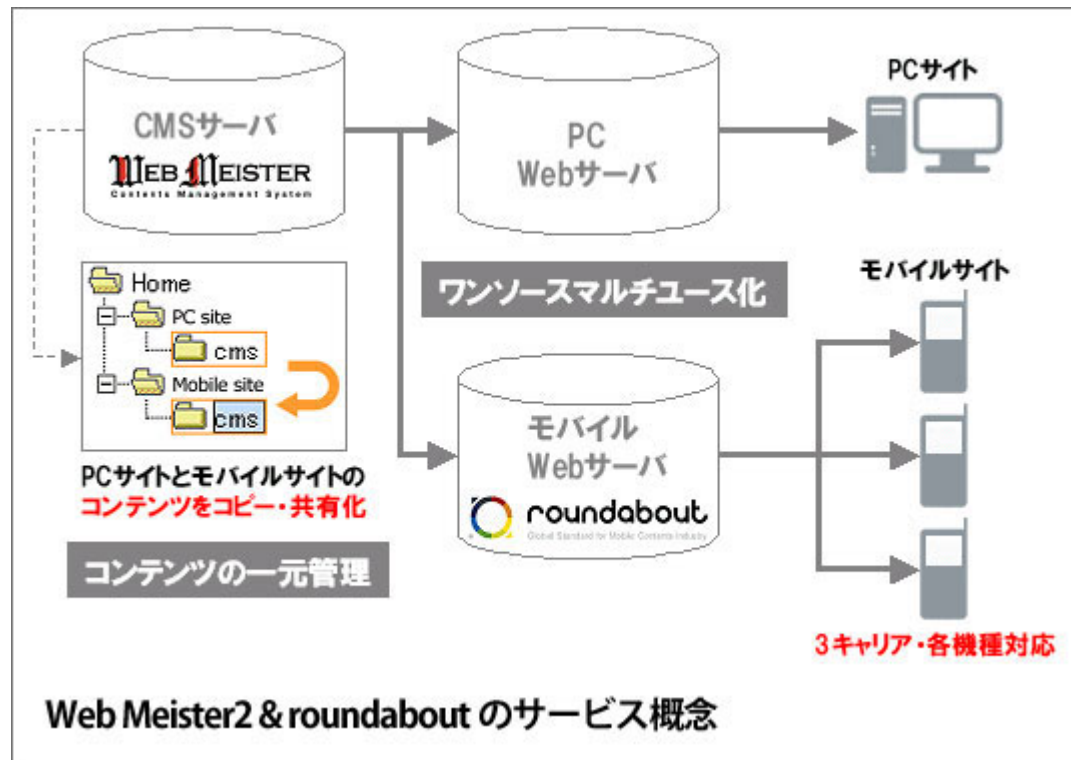 CMSサーバ
WEB MEISTER
Contents Management System
PC
Webサーバ
PCサイト
Home
PC site
cms
Mobile site
cms
PCサイトとモバイルサイトの
コンテンツをコピー・共有化
コンテンツの一元管理
ワンソースマルチユース化
モバイル
Webサーバ
roundabout
Global Standard for Mobile Contents Industry
モバイルサイト
3キャリア・各機種対応
Web Meister2 & roundabout のサービス概念